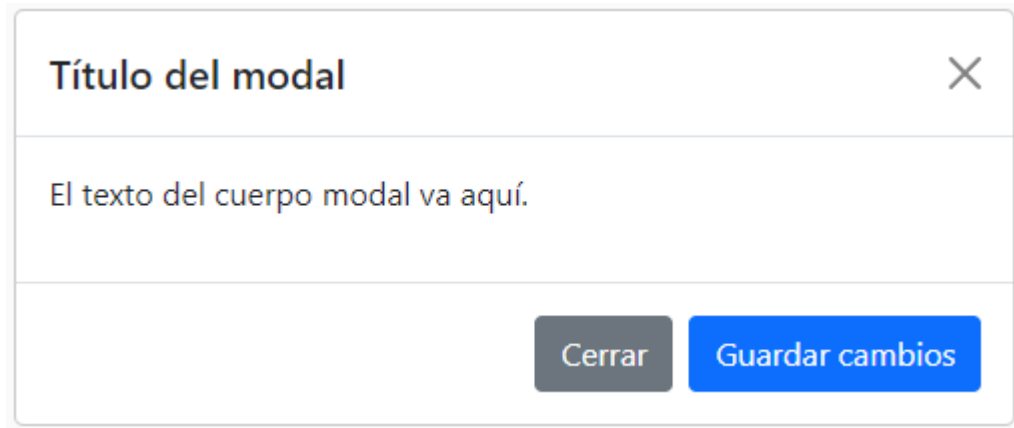 Título del modal
El texto del cuerpo modal va aquí.
Cerrar Guardar cambios